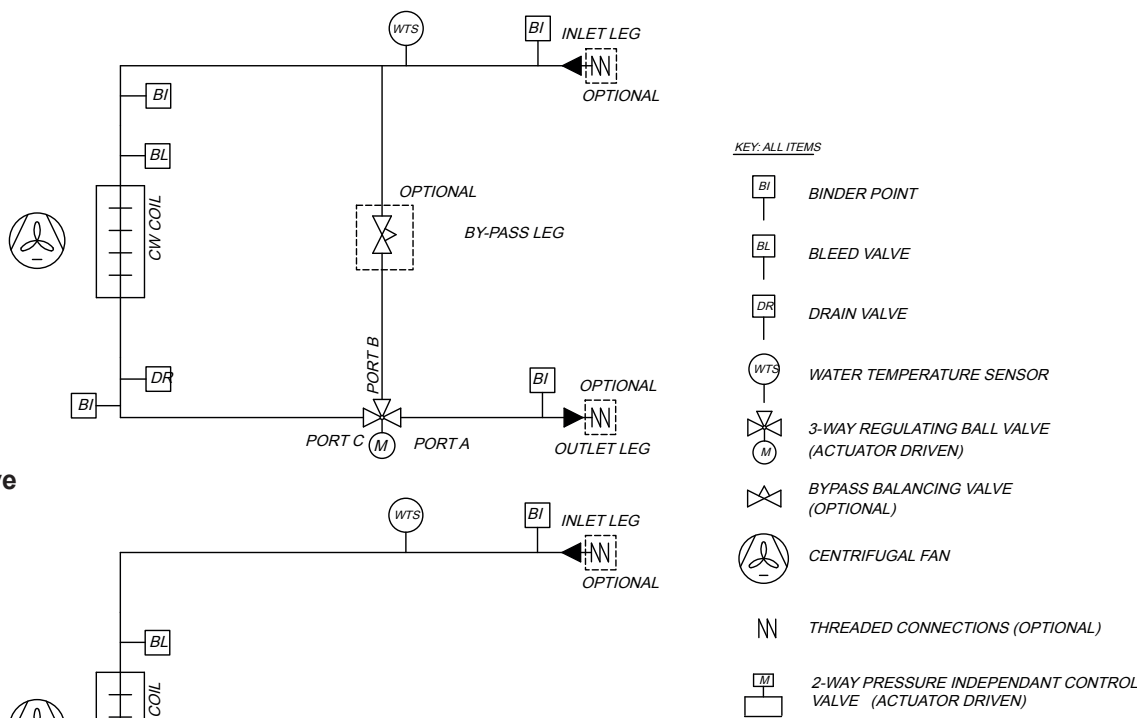 WTS
BI
INLET LEG
OPTIONAL
BI
BL
CW COIL
OPTIONAL
BY-PASS LEG
PORT B
DR
BI
BI
OPTIONAL
PORT C
M
PORT A
OUTLET LEG
ve
WTS
BI
INLET LEG
OPTIONAL
BL
COIL
KEY: ALL ITEMS
BI
BINDER POINT
BL
BLEED VALVE
DR
DRAIN VALVE
WTS
WATER TEMPERATURE SENSOR
3-WAY REGULATING BALL VALVE
M
(ACTUATOR DRIVEN)
BYPASS BALANCING VALVE
(OPTIONAL)
CENTRIFUGAL FAN
THREADED CONNECTIONS (OPTIONAL)
M
2-WAY PRESSURE INDEPENDANT CONTROL
VALVE (ACTUATOR DRIVEN)